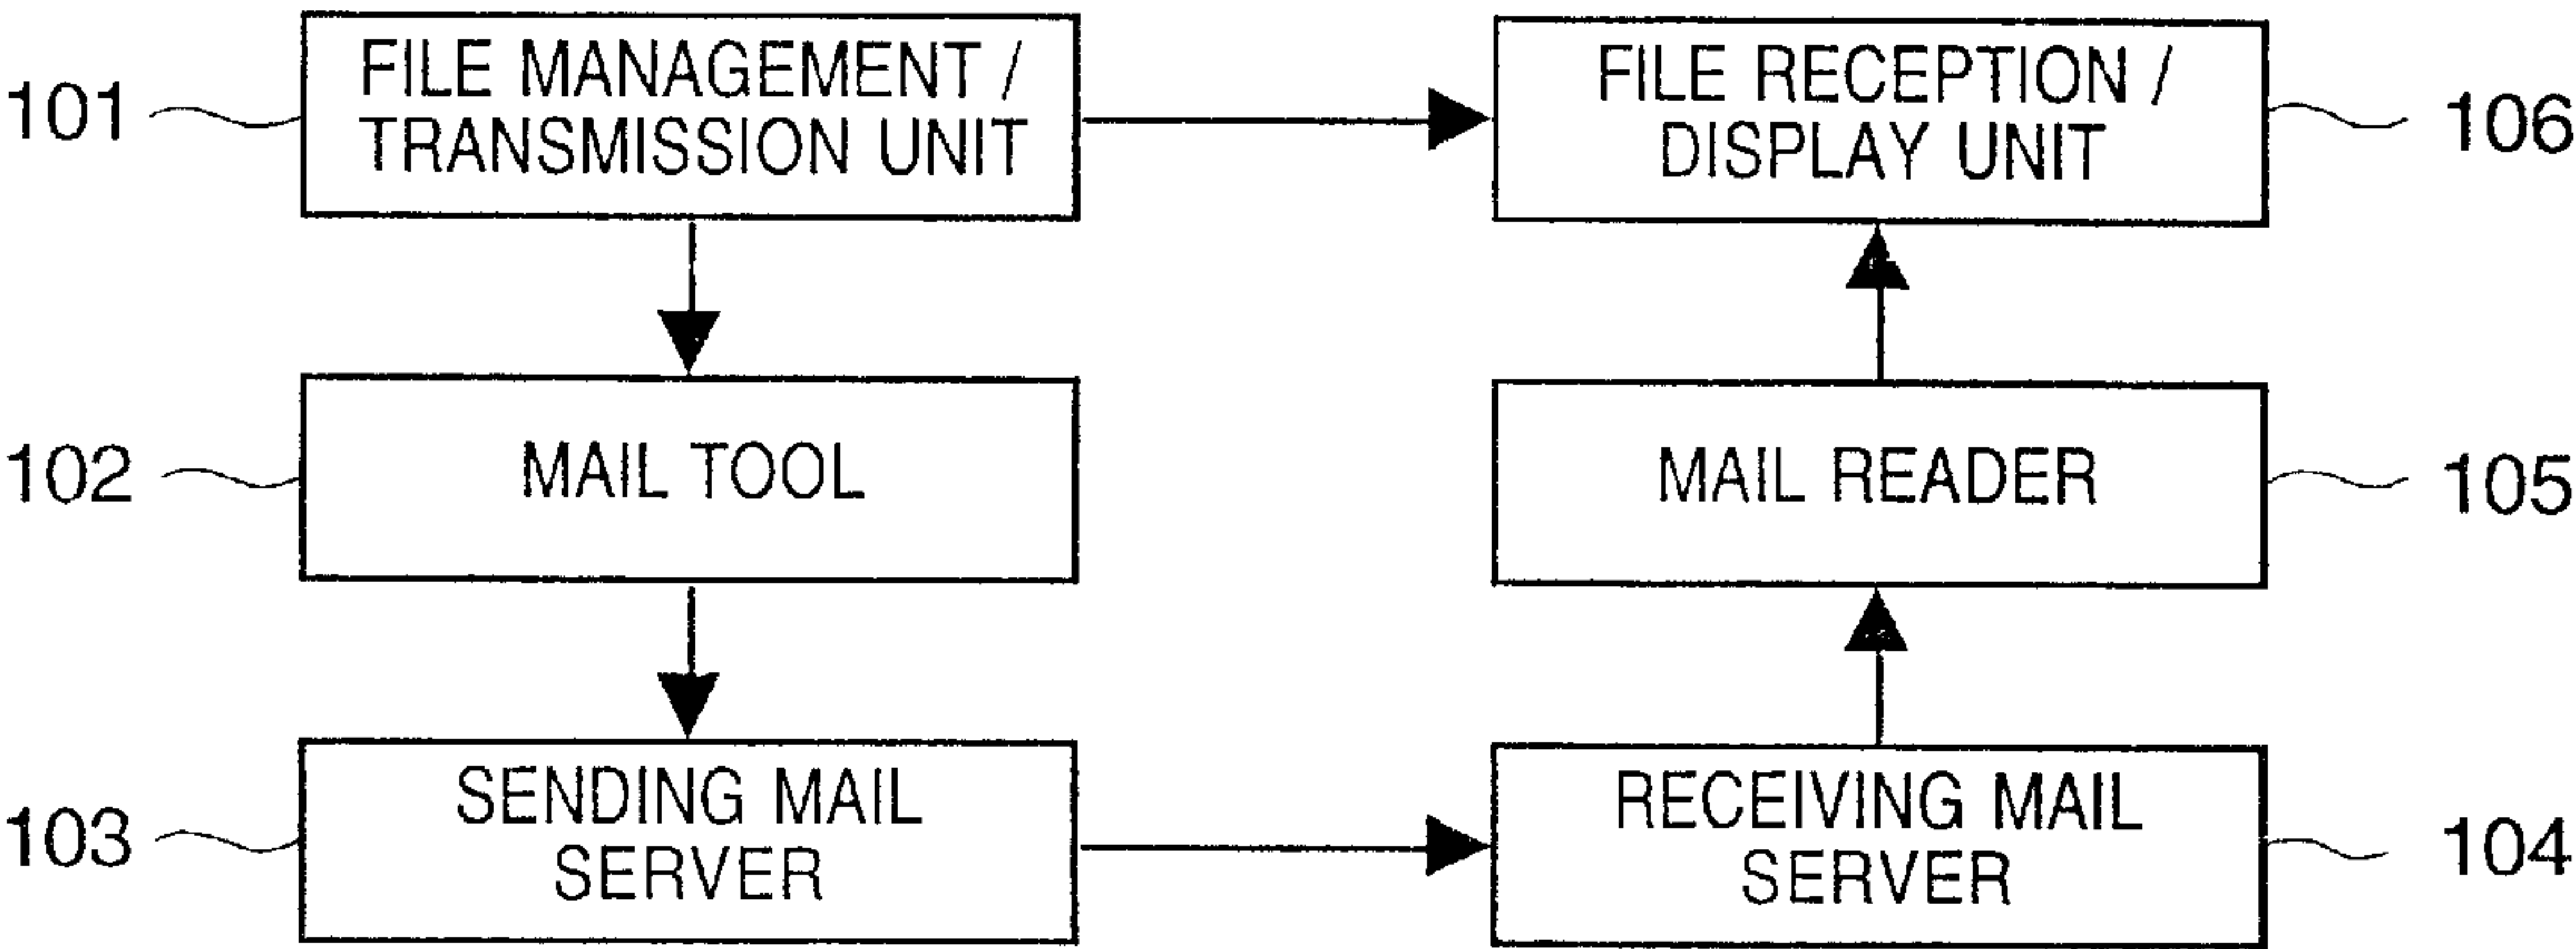 101
FILE MANAGEMENT /
TRANSMISSION UNIT
FILE RECEPTION /
DISPLAY UNIT
106
102
MAIL TOOL
MAIL READER
105
103
SENDING MAIL
SERVER
RECEIVING MAIL
SERVER
104